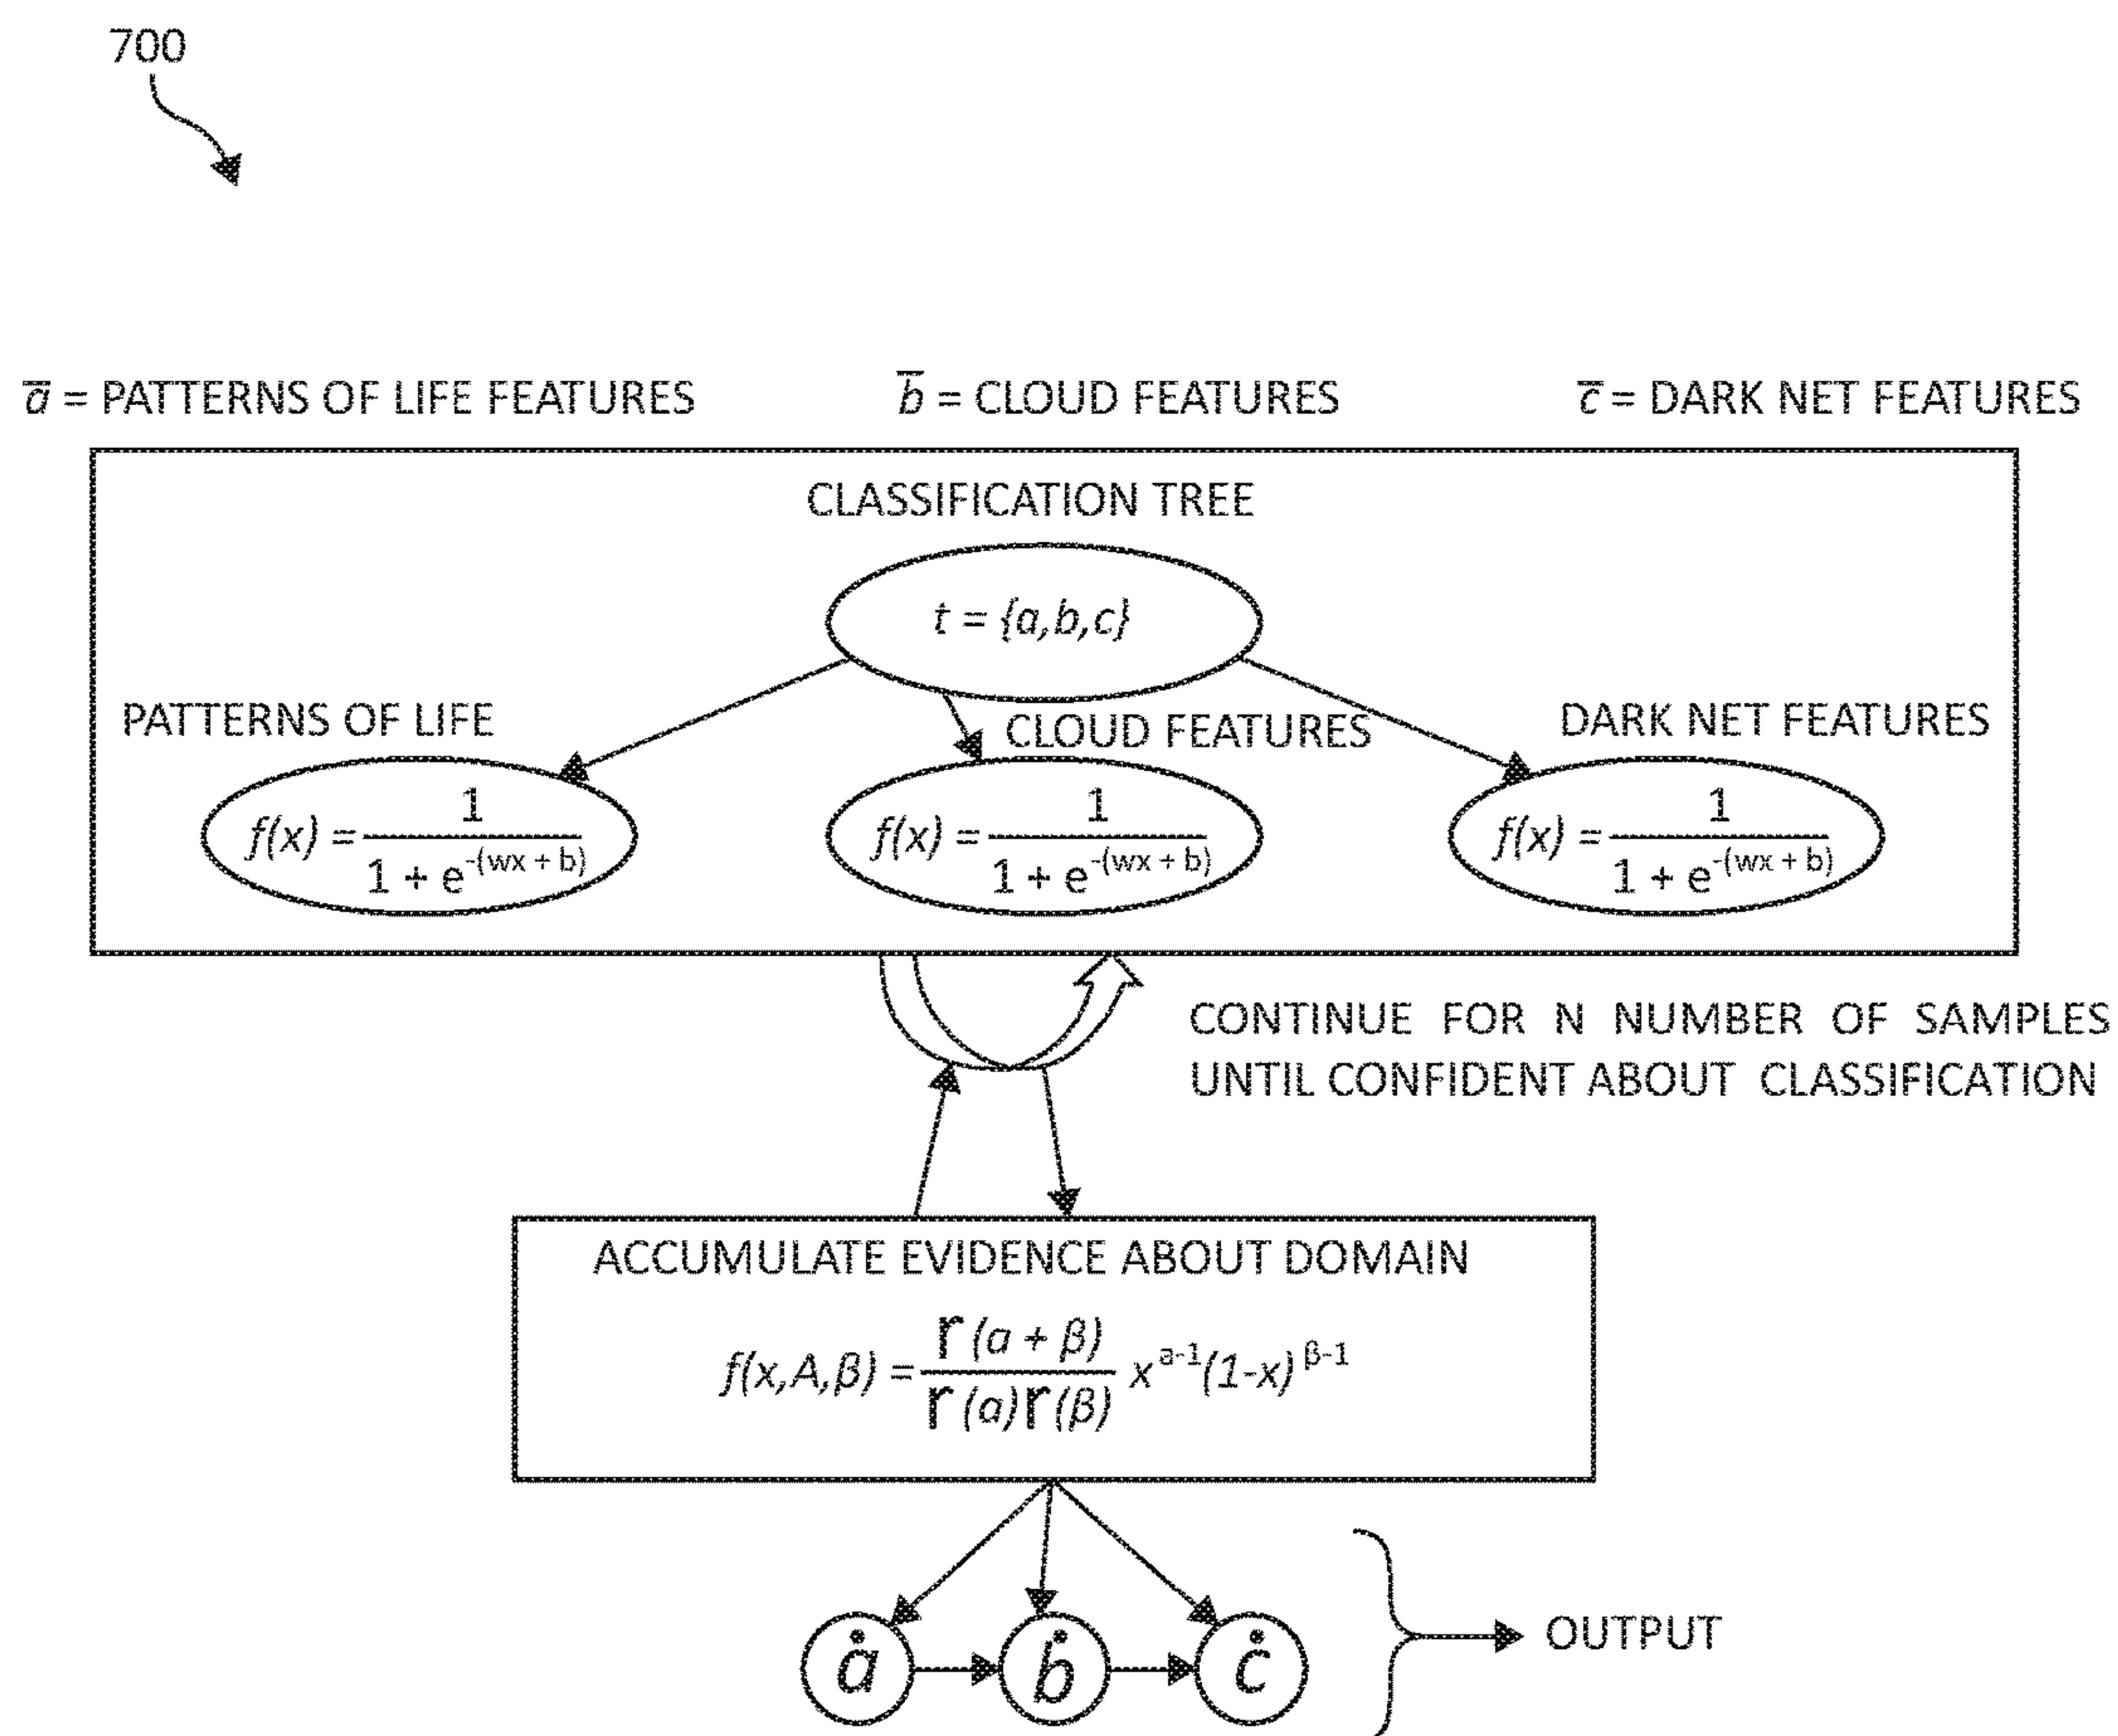 700
a̅ = PATTERNS OF LIFE FEATURES
b̅ = CLOUD FEATURES
c̅ = DARK NET FEATURES
CLASSIFICATION TREE
t = {a,b,c}
PATTERNS OF LIFE
CLOUD FEATURES
DARK NET FEATURES
f(x) = 1 / 1 + e^-(wx + b)
f(x) = 1 / 1 + e^-(wx + b)
f(x) = 1 / 1 + e^-(wx + b)
CONTINUE FOR N NUMBER OF SAMPLES
UNTIL CONFIDENT ABOUT CLASSIFICATION
ACCUMULATE EVIDENCE ABOUT DOMAIN
f(x,A,β) = r (a + β) / r (a) r (β) x^a-1 (1-x)^β-1
ȧ
ḃ
ċ
OUTPUT